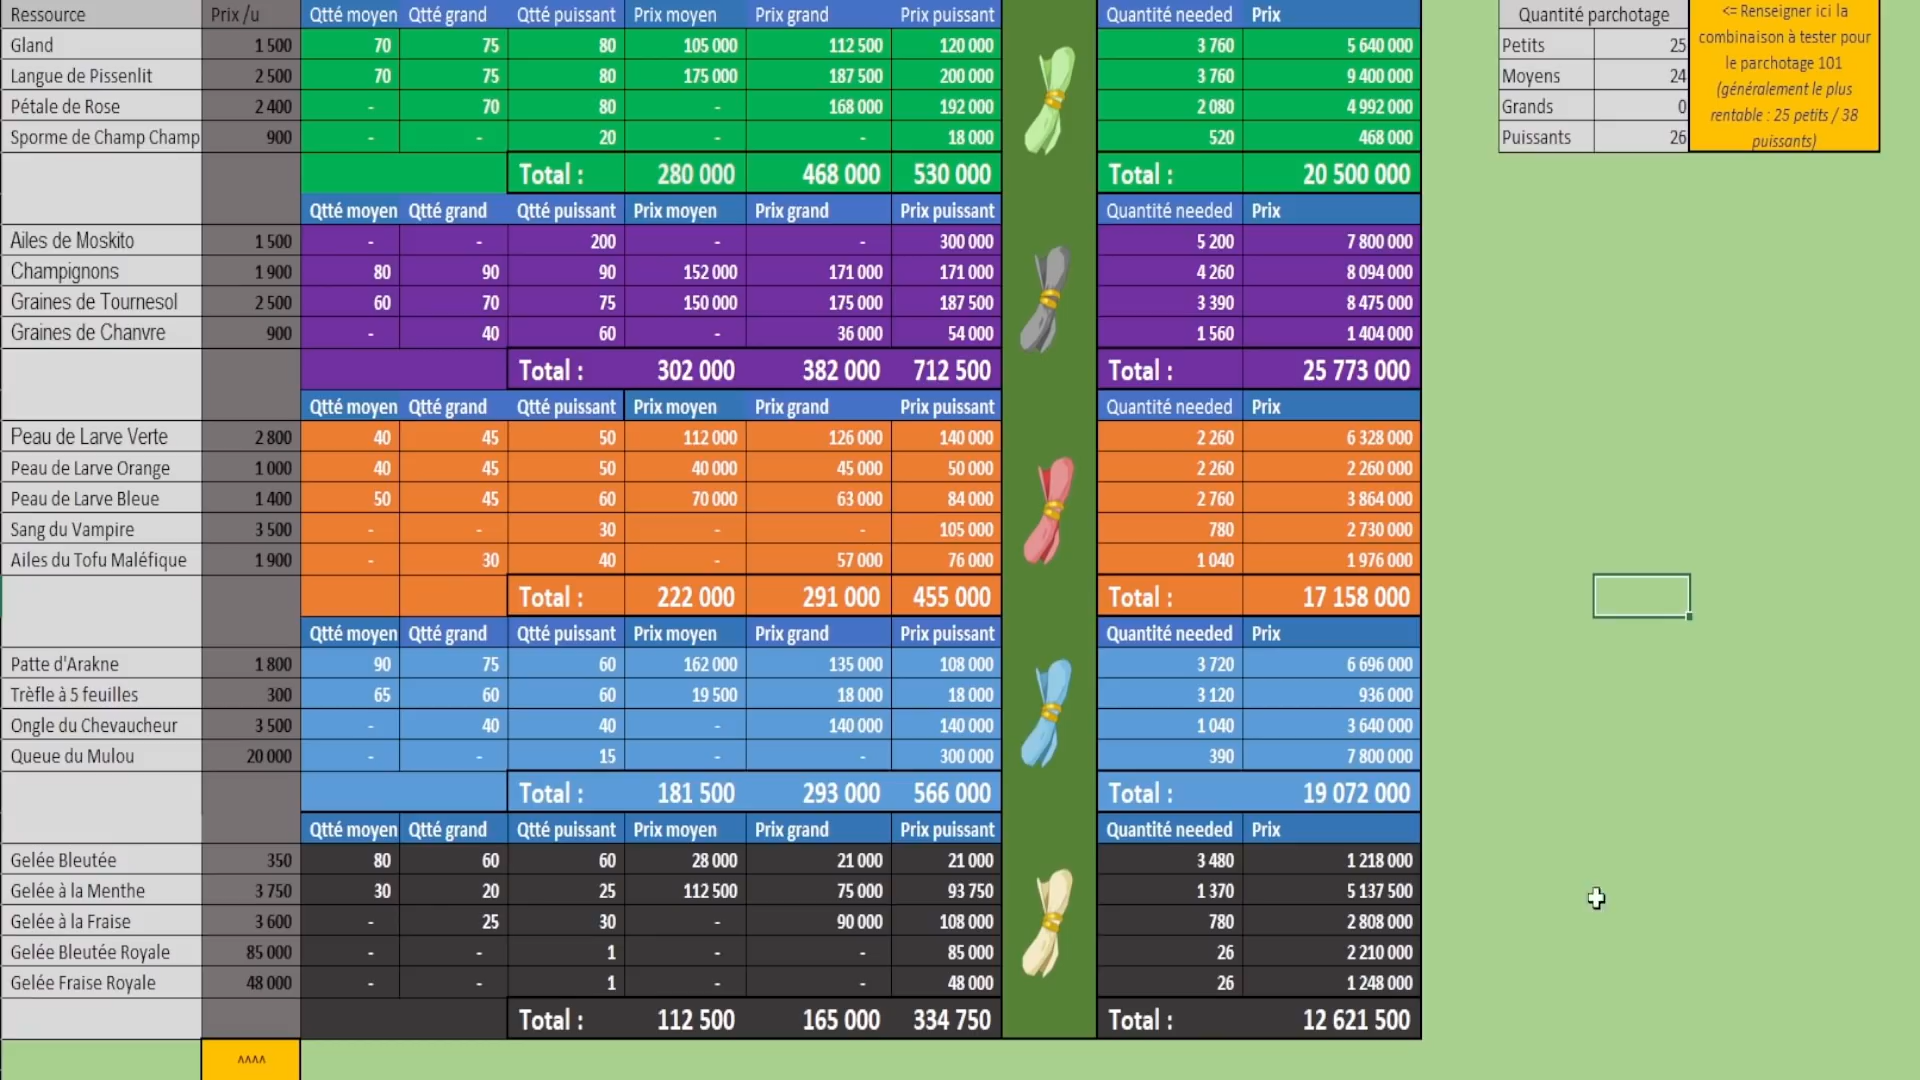 Ressource Prix /u Qtté moyen Qtté grand Qtté puissant Prix moyen Prix grand Prix puissant Quantité needed Prix
Gland 1 500 70 75 80 105 000 112 500 120 000 3 760 5 640 000
Langue de Pissenlit 2 500 70 75 80 175 000 187 500 200 000 3 760 9 400 000
Pétale de Rose 2 400 - 70 80 - 168 000 192 000 2 080 4 992 000
Sporme de Champ Champ 900 - - 20 - - 18 000 520 468 000
Total : 280 000 468 000 530 000 Total : 20 500 000
Qtté moyen Qtté grand Qtté puissant Prix moyen Prix grand Prix puissant Quantité needed Prix
Ailes de Moskito 1 500 - - 200 - - 300 000 5 200 7 800 000
Champignons 1 900 80 90 90 152 000 171 000 171 000 4 260 8 094 000
Graines de Tournesol 2 500 60 70 75 150 000 175 000 187 500 3 390 8 475 000
Graines de Chanvre 900 - 40 60 - 36 000 54 000 1 560 1 404 000
Total : 302 000 382 000 712 500 Total : 25 773 000
Qtté moyen Qtté grand Qtté puissant Prix moyen Prix grand Prix puissant Quantité needed Prix
Peau de Larve Verte 2 800 40 45 50 112 000 126 000 140 000 2 260 6 328 000
Peau de Larve Orange 1 000 40 45 50 40 000 45 000 50 000 2 260 2 260 000
Peau de Larve Bleue 1 400 50 45 60 70 000 63 000 84 000 2 760 3 864 000
Sang du Vampire 3 500 - - 30 - - 105 000 780 2 730 000
Ailes du Tofu Maléfique 1 900 - 30 40 - 57 000 76 000 1 040 1 976 000
Total : 222 000 291 000 455 000 Total : 17 158 000
Qtté moyen Qtté grand Qtté puissant Prix moyen Prix grand Prix puissant Quantité needed Prix
Patte d'Arakne 1 800 90 75 60 162 000 135 000 108 000 3 720 6 696 000
Trèfle à 5 feuilles 300 65 60 60 19 500 18 000 18 000 3 120 936 000
Ongle du Chevaucheur 3 500 - 40 40 - 140 000 140 000 1 040 3 640 000
Queue du Mulou 20 000 - - 15 - - 300 000 390 7 800 000
Total : 181 500 293 000 566 000 Total : 19 072 000
Qtté moyen Qtté grand Qtté puissant Prix moyen Prix grand Prix puissant Quantité needed Prix
Gelée Bleutée 350 80 60 60 28 000 21 000 21 000 3 480 1 218 000
Gelée à la Menthe 3 750 30 20 25 112 500 75 000 93 750 1 370 5 137 500
Gelée à la Fraise 3 600 - 25 30 - 90 000 108 000 780 2 808 000
Gelée Bleutée Royale 85 000 - - 1 - - 85 000 26 2 210 000
Gelée Fraise Royale 48 000 - - 1 - - 48 000 26 1 248 000
Total : 112 500 165 000 334 750 Total : 12 621 500
^^^^
Quantité parchotage
Petits 25
Moyens 24
Grands 0
Puissants 26
<= Renseigner ici la
combinaison à tester pour
le parchotage 101
(généralement le plus
rentable : 25 petits / 38
puissants)